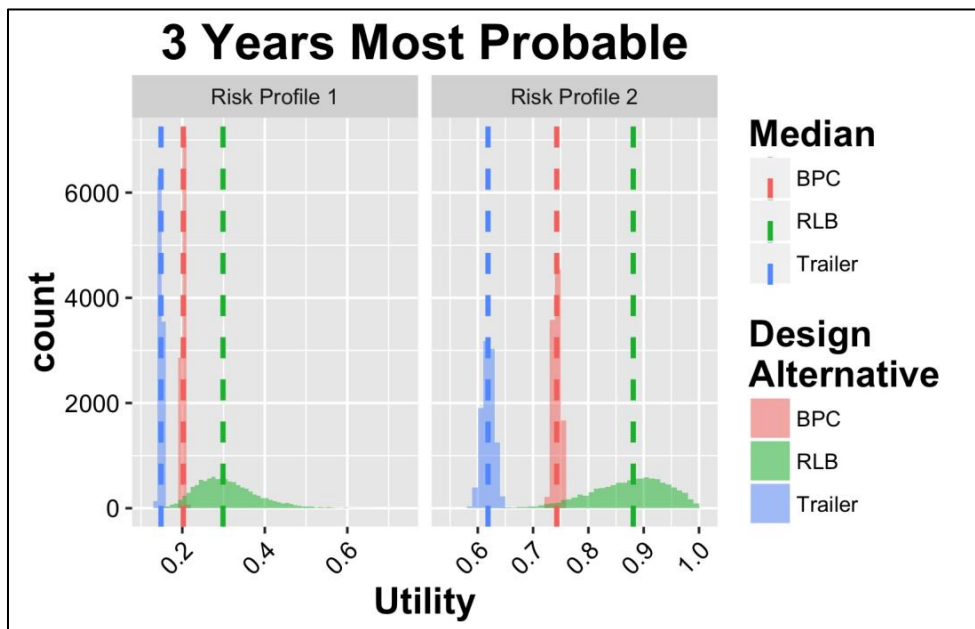 3 Years Most Probable
Risk Profile 1
Risk Profile 2
6000
4000
2000
0
count
0.2
0.4
0.6
0.6
0.7
0.8
0.9
1.0
Utility
Median
BPC
RLB
Trailer
Design
Alternative
BPC
RLB
Trailer